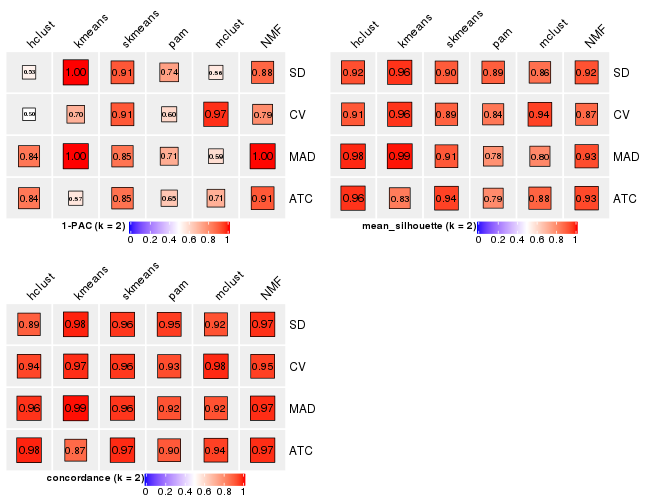 hclust kmeans skmeans pam mclust NMF
0.53 1.00 0.91 0.74 0.56 0.88 SD
0.50 0.70 0.91 0.60 0.97 0.79 CV
0.84 1.00 0.85 0.71 0.59 1.00 MAD
0.84 0.57 0.85 0.65 0.71 0.91 ATC
1-PAC (k = 2)
0 0.2 0.4 0.6 0.8 1
hclust kmeans skmeans pam mclust NMF
0.92 0.96 0.90 0.89 0.86 0.92 SD
0.91 0.96 0.89 0.84 0.94 0.87 CV
0.98 0.99 0.91 0.78 0.80 0.93 MAD
0.96 0.83 0.94 0.79 0.88 0.93 ATC
mean_silhouette (k = 2)
0 0.2 0.4 0.6 0.8 1
hclust kmeans skmeans pam mclust NMF
0.89 0.98 0.96 0.95 0.92 0.97 SD
0.94 0.97 0.96 0.93 0.98 0.95 CV
0.96 0.99 0.96 0.92 0.92 0.97 MAD
0.98 0.87 0.97 0.90 0.94 0.97 ATC
concordance (k = 2)
0 0.2 0.4 0.6 0.8 1